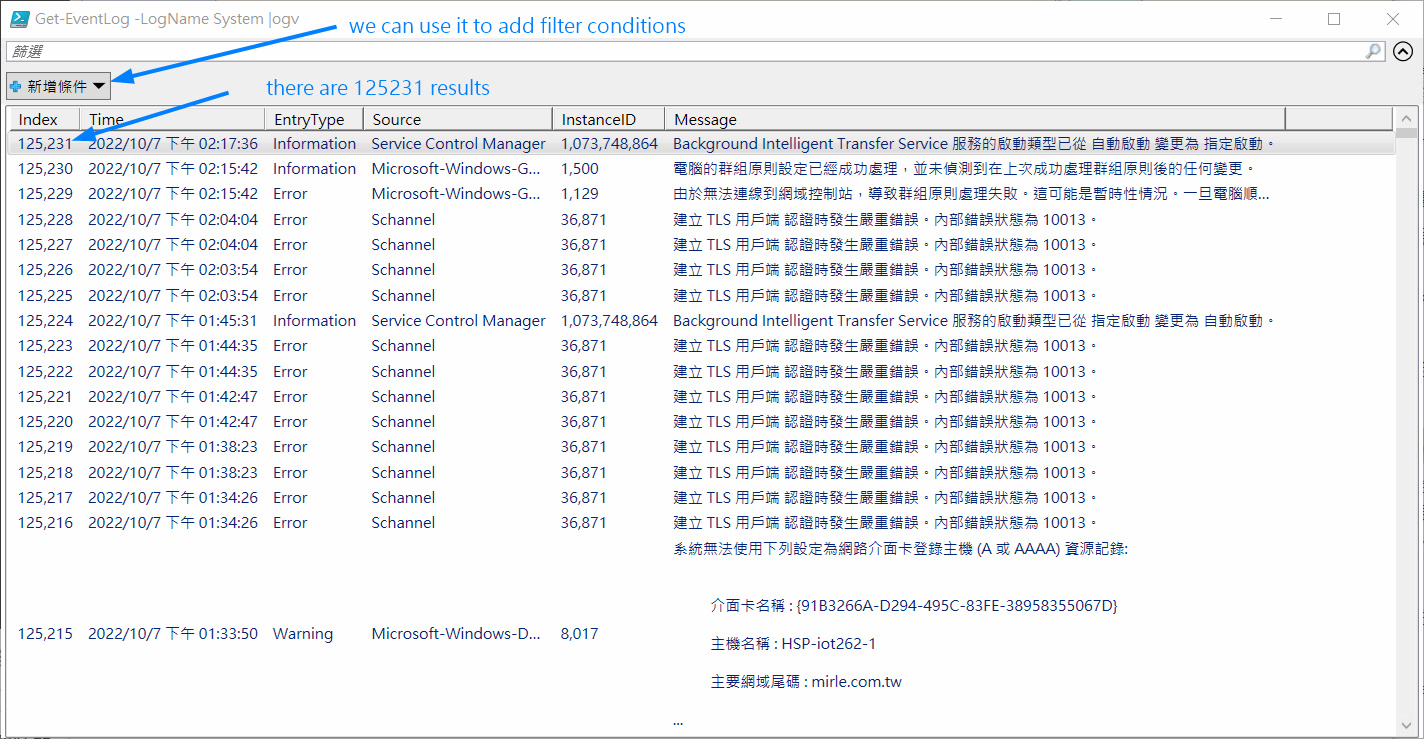 Get-EventLog -LogName System |ogv
we can use it to add filter conditions
篩選
新增條件
there are 125231 results
Index Time EntryType Source InstanceID Message
125,231 2022/10/7 下午 02:17:36 Information Service Control Manager 1,073,748,864 Background Intelligent Transfer Service 服務的啟動類型已從 自動啟動 變更為 指定啟動。
125,230 2022/10/7 下午 02:15:42 Information Microsoft-Windows-G... 1,500 電腦的群組原則設定已經成功處理，並未偵測到在上次成功處理群組原則後的任何變更。
125,229 2022/10/7 下午 02:15:42 Error Microsoft-Windows-G... 1,129 由於無法連線到網域控制站，導致群組原則處理失敗。這可能是暫時性情況。一旦電腦順...
125,228 2022/10/7 下午 02:04:04 Error Schannel 36,871 建立 TLS 用戶端 認證時發生嚴重錯誤。內部錯誤狀態為 10013。
125,227 2022/10/7 下午 02:04:04 Error Schannel 36,871 建立 TLS 用戶端 認證時發生嚴重錯誤。內部錯誤狀態為 10013。
125,226 2022/10/7 下午 02:03:54 Error Schannel 36,871 建立 TLS 用戶端 認證時發生嚴重錯誤。內部錯誤狀態為 10013。
125,225 2022/10/7 下午 02:03:54 Error Schannel 36,871 建立 TLS 用戶端 認證時發生嚴重錯誤。內部錯誤狀態為 10013。
125,224 2022/10/7 下午 01:45:31 Information Service Control Manager 1,073,748,864 Background Intelligent Transfer Service 服務的啟動類型已從 指定啟動 變更為 自動啟動。
125,223 2022/10/7 下午 01:44:35 Error Schannel 36,871 建立 TLS 用戶端 認證時發生嚴重錯誤。內部錯誤狀態為 10013。
125,222 2022/10/7 下午 01:44:35 Error Schannel 36,871 建立 TLS 用戶端 認證時發生嚴重錯誤。內部錯誤狀態為 10013。
125,221 2022/10/7 下午 01:42:47 Error Schannel 36,871 建立 TLS 用戶端 認證時發生嚴重錯誤。內部錯誤狀態為 10013。
125,220 2022/10/7 下午 01:42:47 Error Schannel 36,871 建立 TLS 用戶端 認證時發生嚴重錯誤。內部錯誤狀態為 10013。
125,219 2022/10/7 下午 01:38:23 Error Schannel 36,871 建立 TLS 用戶端 認證時發生嚴重錯誤。內部錯誤狀態為 10013。
125,218 2022/10/7 下午 01:38:23 Error Schannel 36,871 建立 TLS 用戶端 認證時發生嚴重錯誤。內部錯誤狀態為 10013。
125,217 2022/10/7 下午 01:34:26 Error Schannel 36,871 建立 TLS 用戶端 認證時發生嚴重錯誤。內部錯誤狀態為 10013。
125,216 2022/10/7 下午 01:34:26 Error Schannel 36,871 建立 TLS 用戶端 認證時發生嚴重錯誤。內部錯誤狀態為 10013。
系統無法使用下列設定為網路介面卡登錄主機 (A 或 AAAA) 資源記錄:
介面卡名稱 : {91B3266A-D294-495C-83FE-38958355067D}
125,215 2022/10/7 下午 01:33:50 Warning Microsoft-Windows-D... 8,017
主機名稱 : HSP-iot262-1
主要網域尾碼 : mirle.com.tw
...